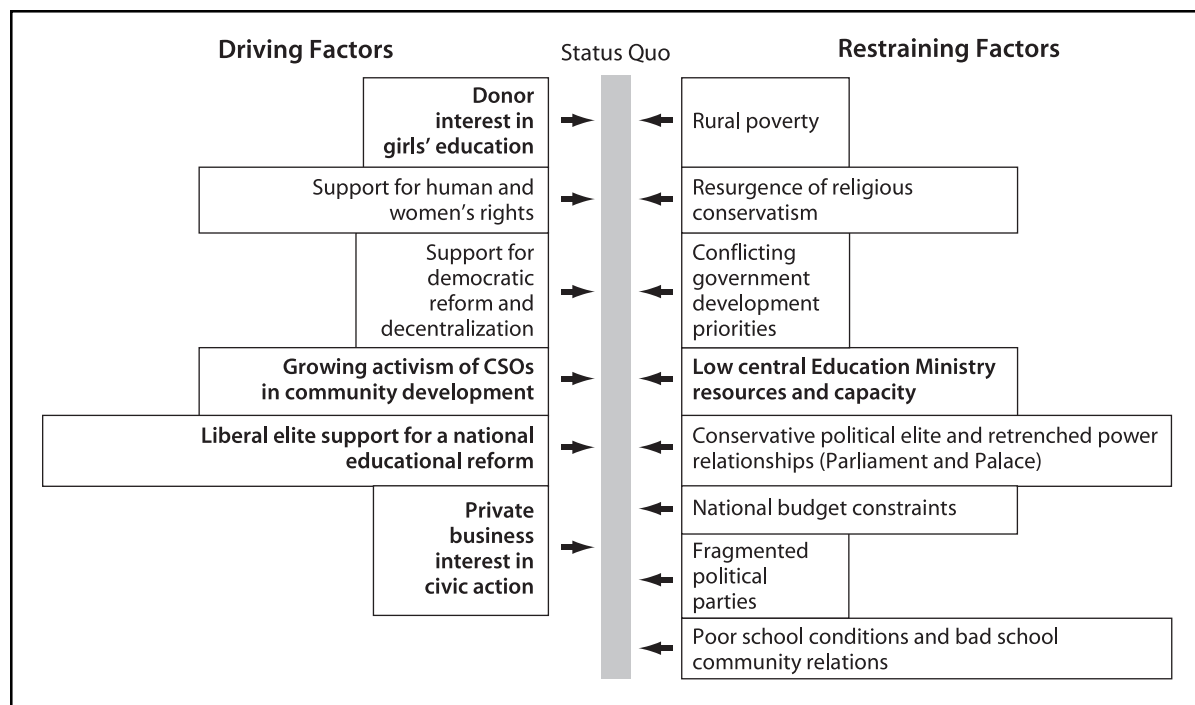 Driving Factors
Status Quo
Restraining Factors
Donor
interest in
girls’ education
Support for human and
women’s rights
Support for
democratic
reform and
decentralization
Growing activism of CSOs
in community development
Liberal elite support for a national
educational reform
Private
business
interest in
civic action
Rural poverty
Resurgence of religious
conservatism
Conflicting
government
development
priorities
Low central Education Ministry
resources and capacity
Conservative political elite and retrenched power
relationships (Parliament and Palace)
National budget constraints
Fragmented
political
parties
Poor school conditions and bad school
community relations